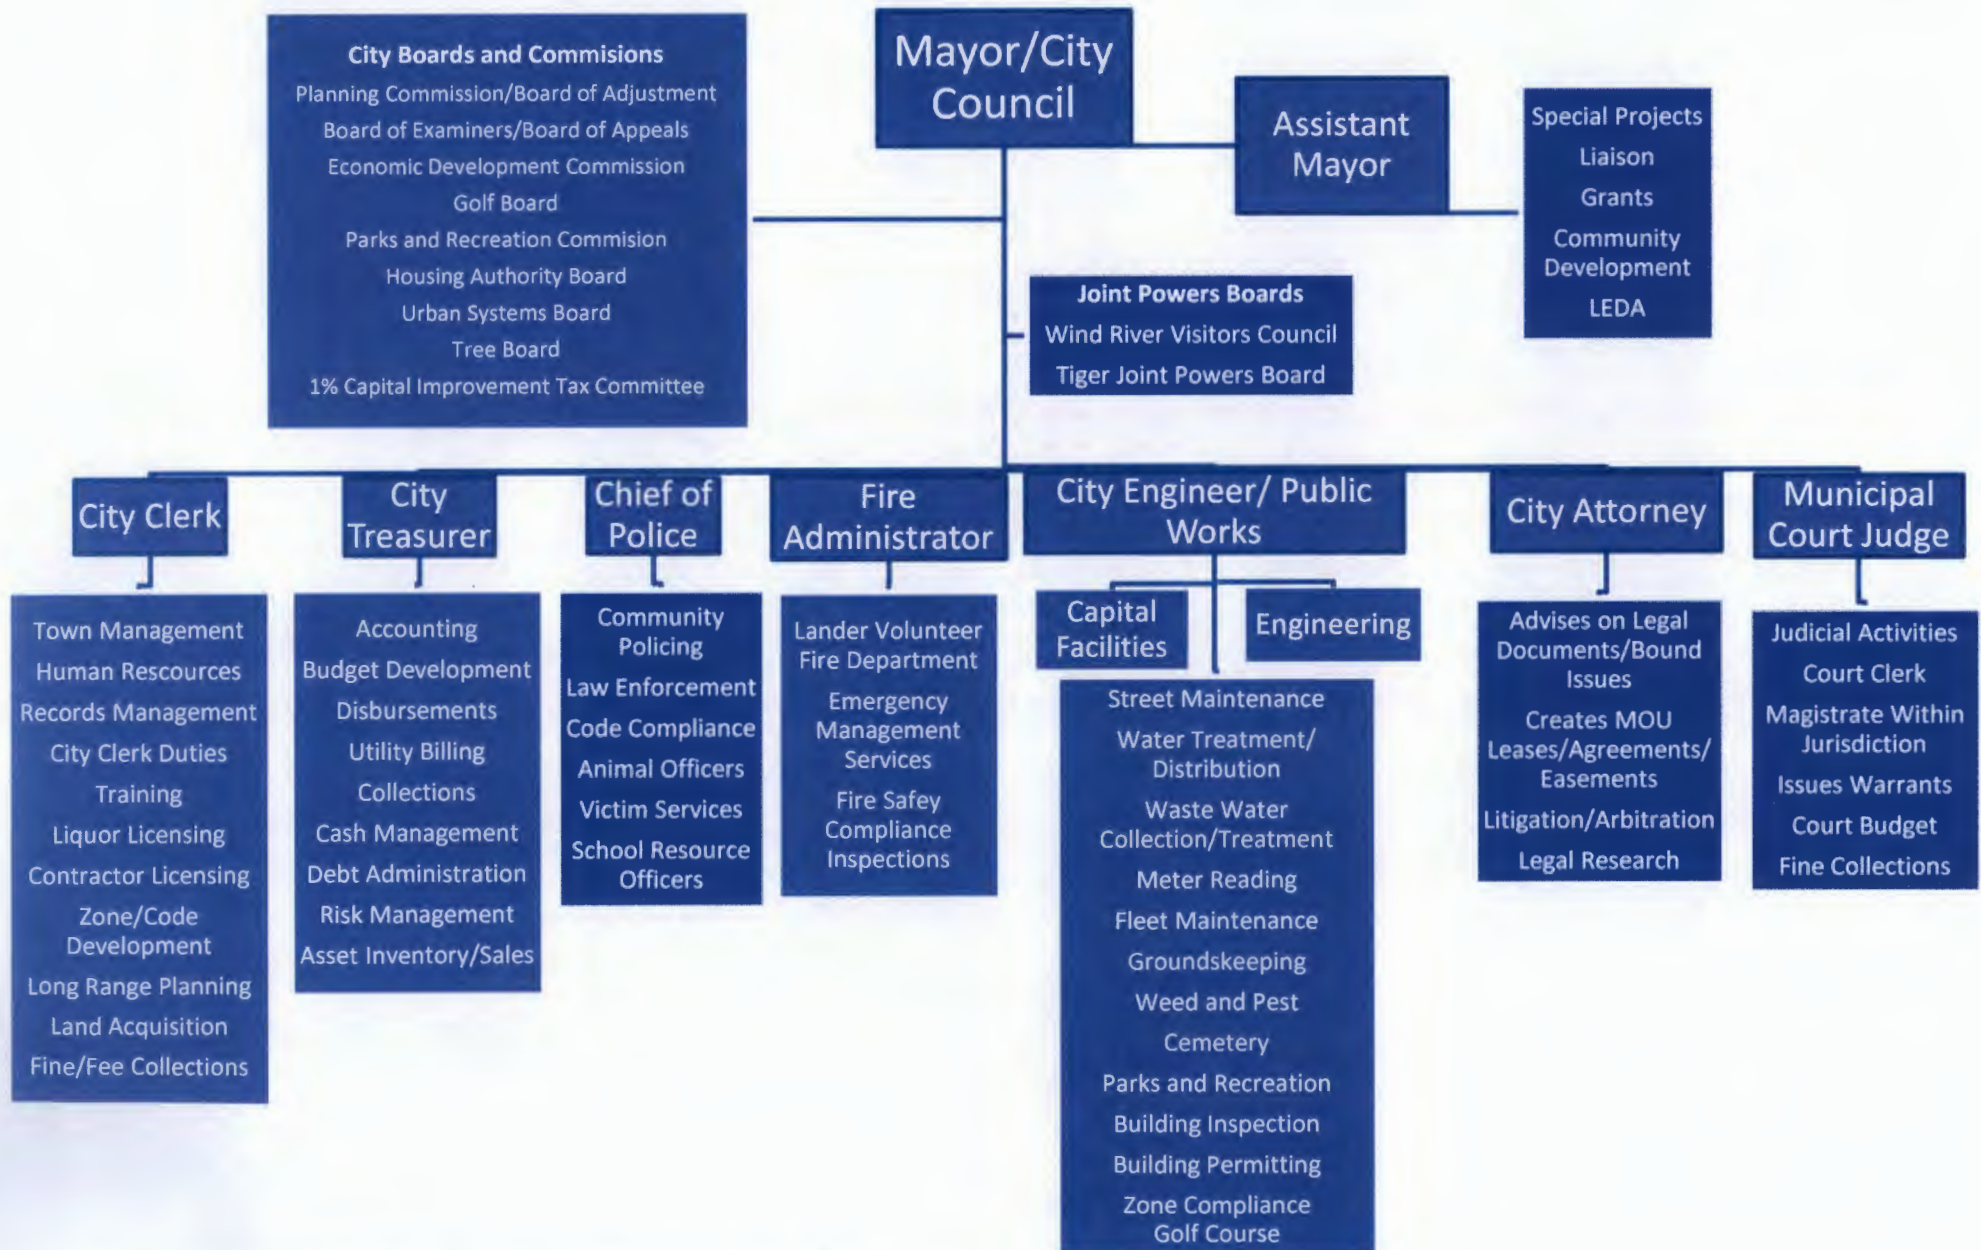 City Boards and Commisions
Planning Commission/Board of Adjustment
Board of Examiners/Board of Appeals
Economic Development Commission
Golf Board
Parks and Recreation Commision
Housing Authority Board
Urban Systems Board
Tree Board
1% Capital Improvement Tax Committee
Mayor/City
Council
Assistant
Mayor
Special Projects
Liaison
Grants
Community
Development
LEDA
Joint Powers Boards
Wind River Visitors Council
Tiger Joint Powers Board
City Clerk
Town Management
Human Rescources
Records Management
City Clerk Duties
Training
Liquor Licensing
Contractor Licensing
Zone/Code
Development
Long Range Planning
Land Acquisition
Fine/Fee Collections
City
Treasurer
Accounting
Budget Development
Disbursements
Utility Billing
Collections
Cash Management
Debt Administration
Risk Management
Asset Inventory/Sales
Chief of
Police
Community
Policing
Law Enforcement
Code Compliance
Animal Officers
Victim Services
School Resource
Officers
Fire
Administrator
Lander Volunteer
Fire Department
Emergency
Management
Services
Fire Safey
Compliance
Inspections
City Engineer/ Public
Works
Capital
Facilities
Engineering
Street Maintenance
Water Treatment/
Distribution
Waste Water
Collection/Treatment
Meter Reading
Fleet Maintenance
Groundskeeping
Weed and Pest
Cemetery
Parks and Recreation
Building Inspection
Building Permitting
Zone Compliance
Golf Course
City Attorney
Advises on Legal
Documents/Bound
Issues
Creates MOU
Leases/Agreements/
Easements
Litigation/Arbitration
Legal Research
Municipal
Court Judge
Judicial Activities
Court Clerk
Magistrate Within
Jurisdiction
Issues Warrants
Court Budget
Fine Collections